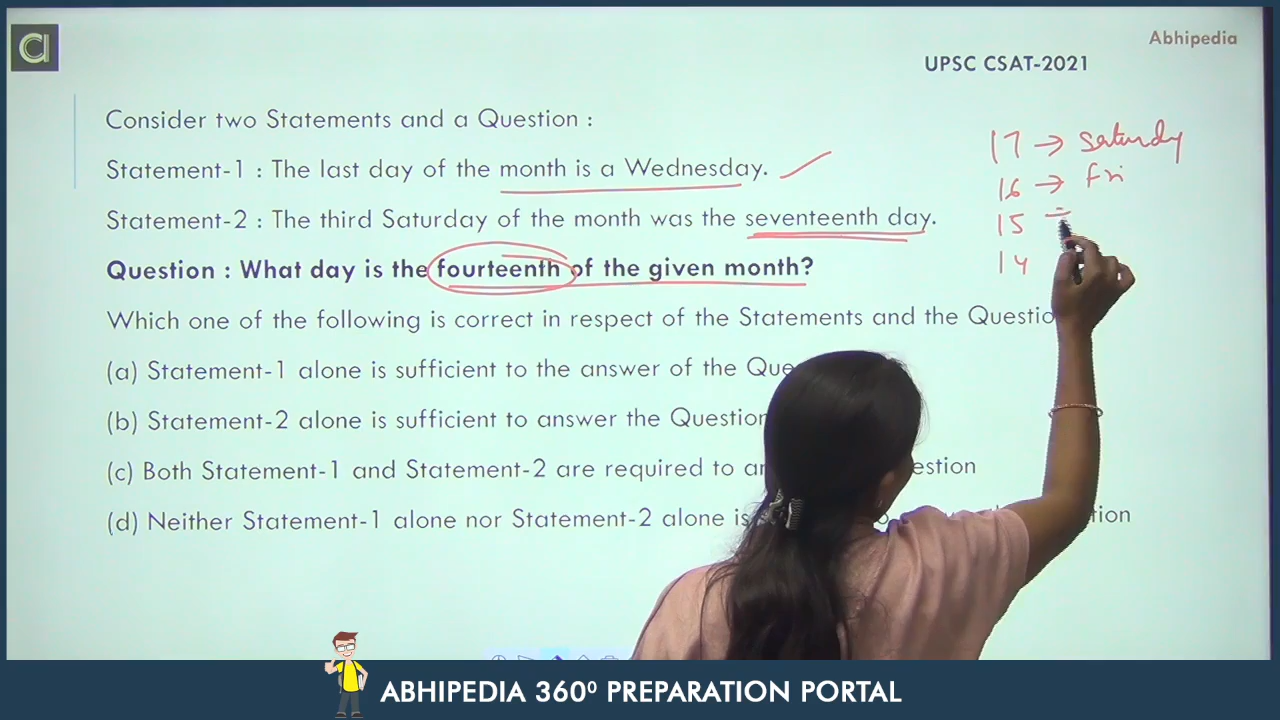 Abhipedia
UPSC CSAT-2021
Consider two Statements and a Question :
Statement-1 : The last day of the month is a Wednesday.
Statement-2 : The third Saturday of the month was the seventeenth day.
Question : What day is the fourteenth of the given month?
Which one of the following is correct in respect of the Statements and the Questio
(a) Statement-1 alone is sufficient to the answer of the Que
(b) Statement-2 alone is sufficient to answer the Question
(c) Both Statement-1 and Statement-2 are required to an estion
(d) Neither Statement-1 alone nor Statement-2 alone is tion
17 → Saturdy
16 → Fri
15
14
ABHIPEDIA 360⁰ PREPARATION PORTAL